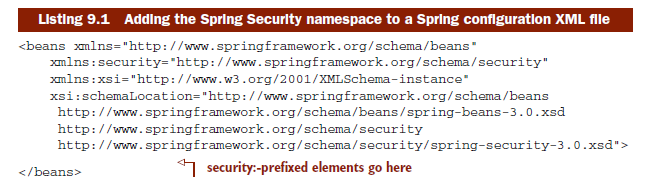 Listing 9.1 Adding the Spring Security namespace to a Spring configuration XML file
<beans xmlns="http://www.springframework.org/schema/beans"
xmlns:security="http://www.springframework.org/schema/security"
xmlns:xsi="http://www.w3.org/2001/XMLSchema-instance"
xsi:schemaLocation="http://www.springframework.org/schema/beans
http://www.springframework.org/schema/beans/spring-beans-3.0.xsd
http://www.springframework.org/schema/security
http://www.springframework.org/schema/security/spring-security-3.0.xsd">
security:-prefixed elements go here
</beans>